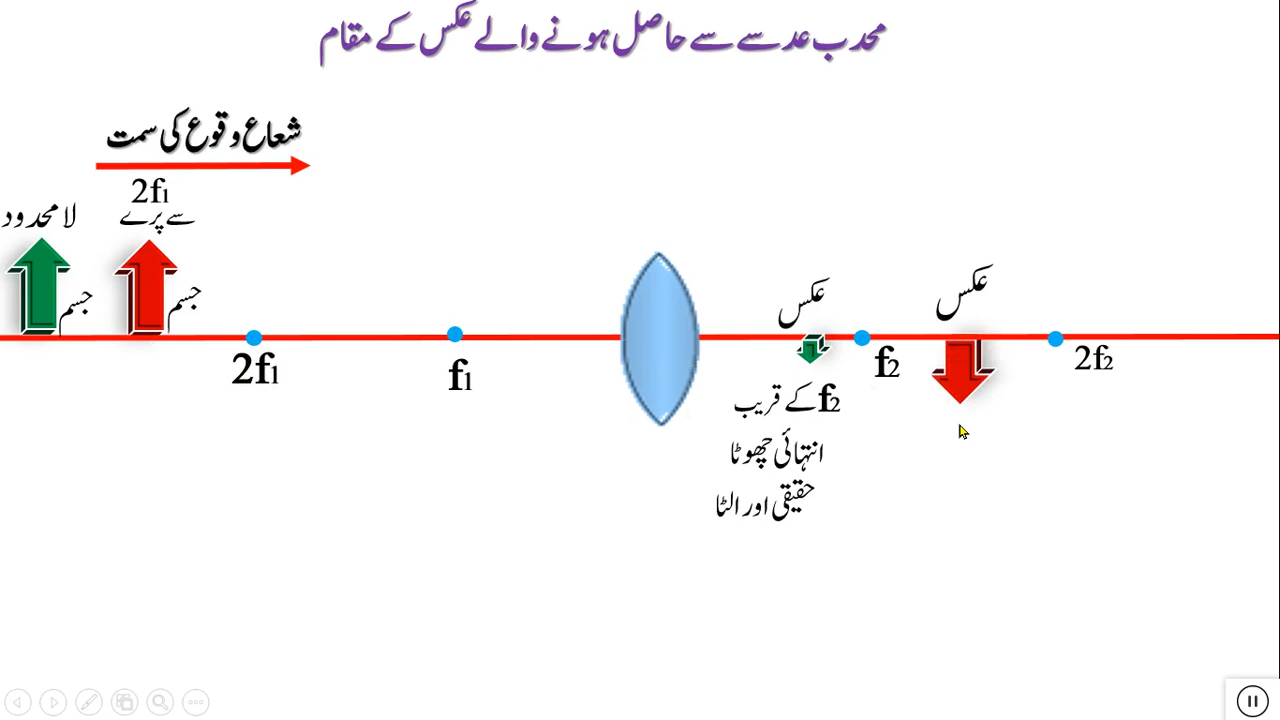 محدب عدسے سے حاصل ہونے والے عکس کے مقام
شعاع وقوع کی سمت
2f1
سے پرے
لا محدود
جسم
جسم
عکس
عکس
2f1
f1
f2
2f2
f2 کے قریب
انتہائی چھوٹا
حقیقی اور الٹا